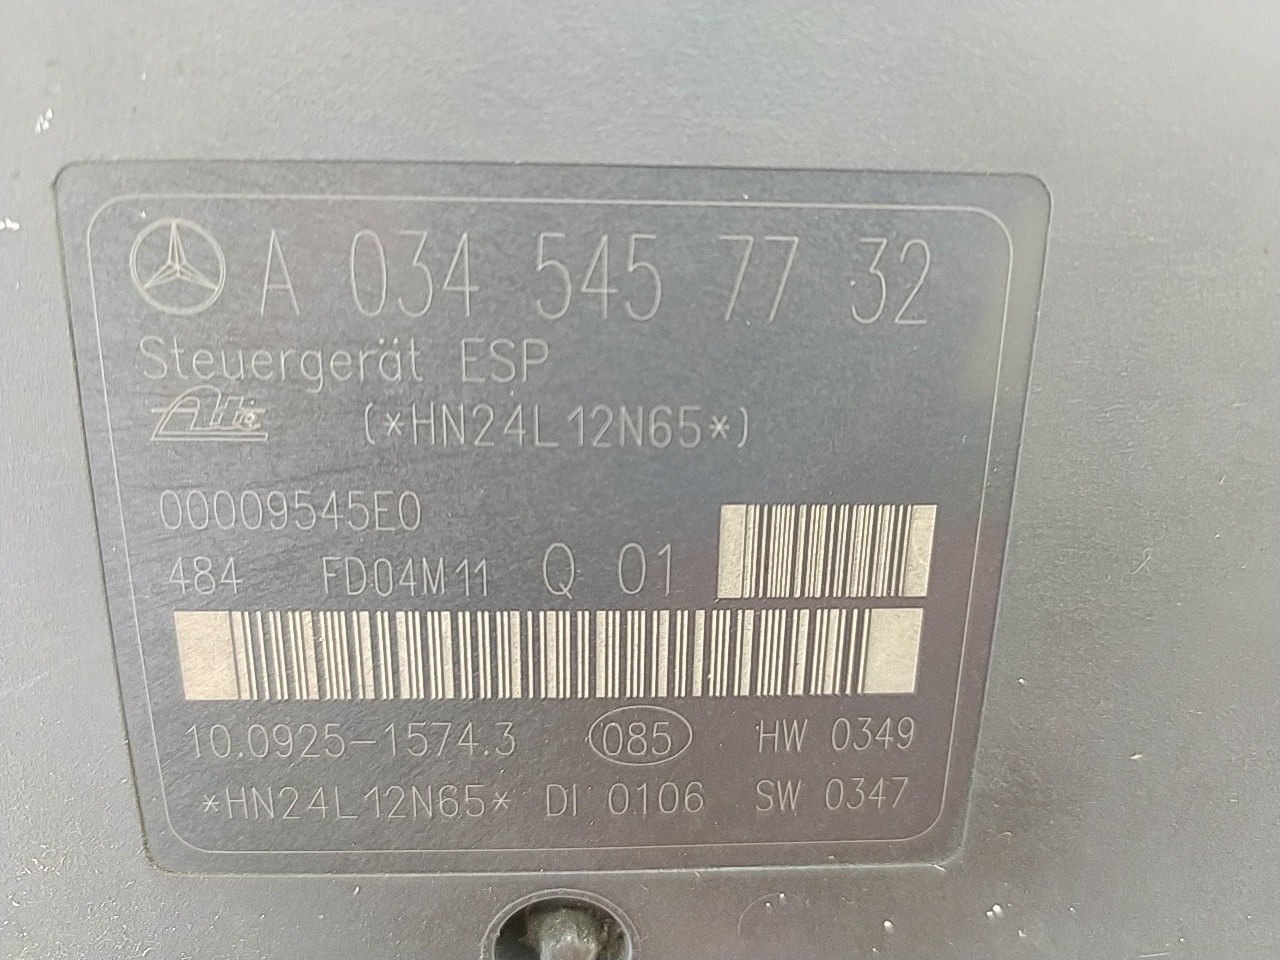 A 034 545 77 32
Steuergerät ESP
Ate (*HN24L12N65*)
00009545E0
484 FD04M11 Q 01
10.0925-1574.3 085 HW 0349
*HN24L12N65* DI 0106 SW 0347